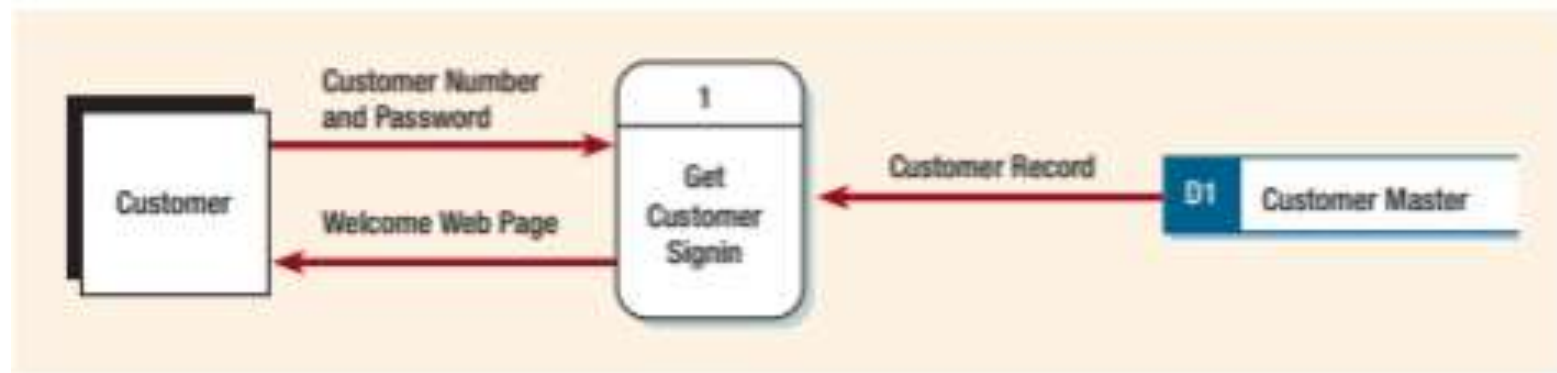 Customer Number
and Password
1
Get
Customer
Signin
Customer
Welcome Web Page
Customer Record
D1
Customer Master